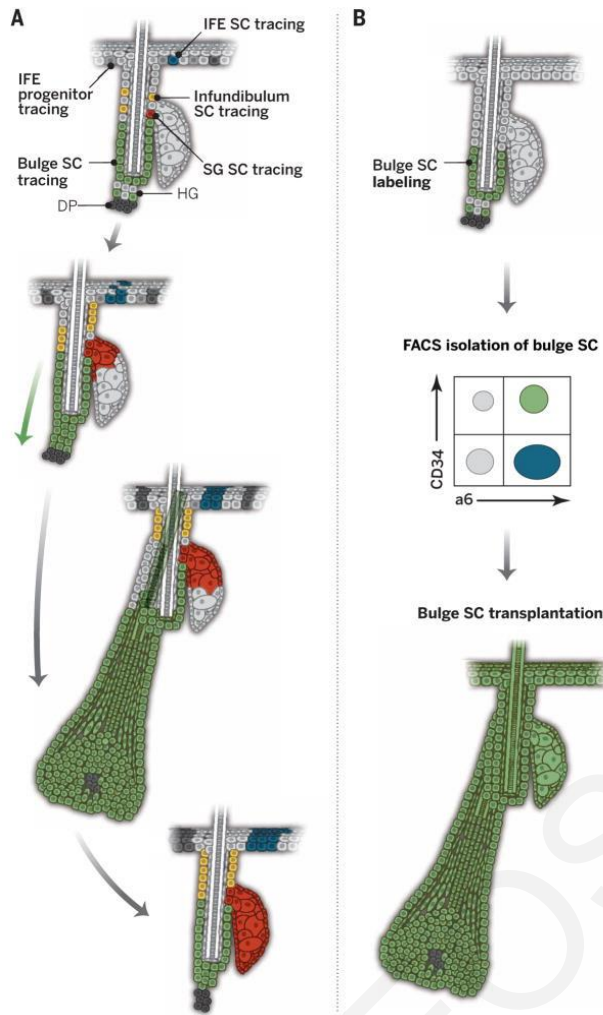 A
IFE SC tracing
IFE
progenitor
tracing
Infundibulum
SC tracing
Bulge SC
tracing
SG SC tracing
HG
DP
B
Bulge SC
labeling
FACS isolation of bulge SC
CD34
a6
Bulge SC transplantation